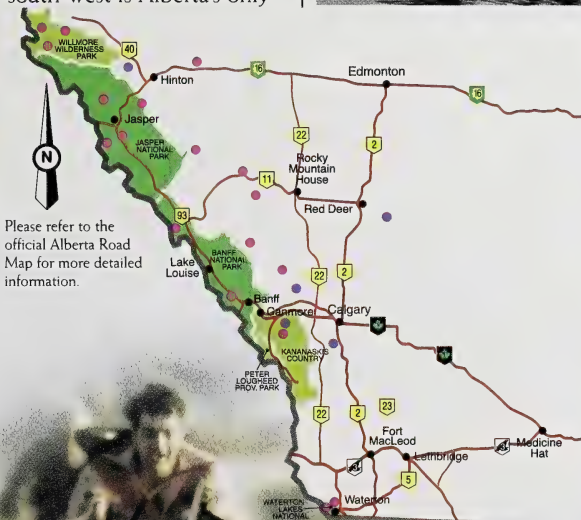 south-west is Alberta's only
WILLMORE
WILDERNESS
PARK
40
Hinton
16
Edmonton
16
Jasper
JASPER
NATIONAL
PARK
22
2
N
Rocky
Mountain
House
11
Red Deer
93
Please refer to the
official Alberta Road
Map for more detailed
information.
BANFF
NATIONAL
PARK
Lake
Louise
22
2
Banff
Canmore
Calgary
KANANASKIS
COUNTRY
PETER
LOUGHEED
PROV. PARK
22
2
23
Fort
MacLeod
Lethbridge
Medicine
Hat
3
3
5
WATERTON
LAKES
NATIONAL
Waterton